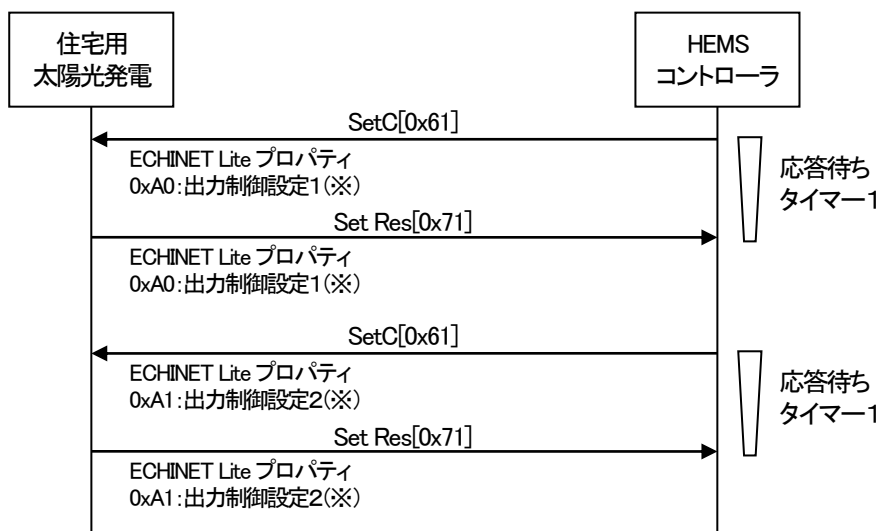 住宅用
太陽光発電
HEMS
コントローラ
SetC[0x61]
ECHINET Lite プロパティ
0xA0:出力制御設定1(※)
応答待ち
タイマー1
Set Res[0x71]
ECHINET Lite プロパティ
0xA0:出力制御設定1(※)
SetC[0x61]
ECHINET Lite プロパティ
0xA1:出力制御設定2(※)
応答待ち
タイマー1
Set Res[0x71]
ECHINET Lite プロパティ
0xA1:出力制御設定2(※)